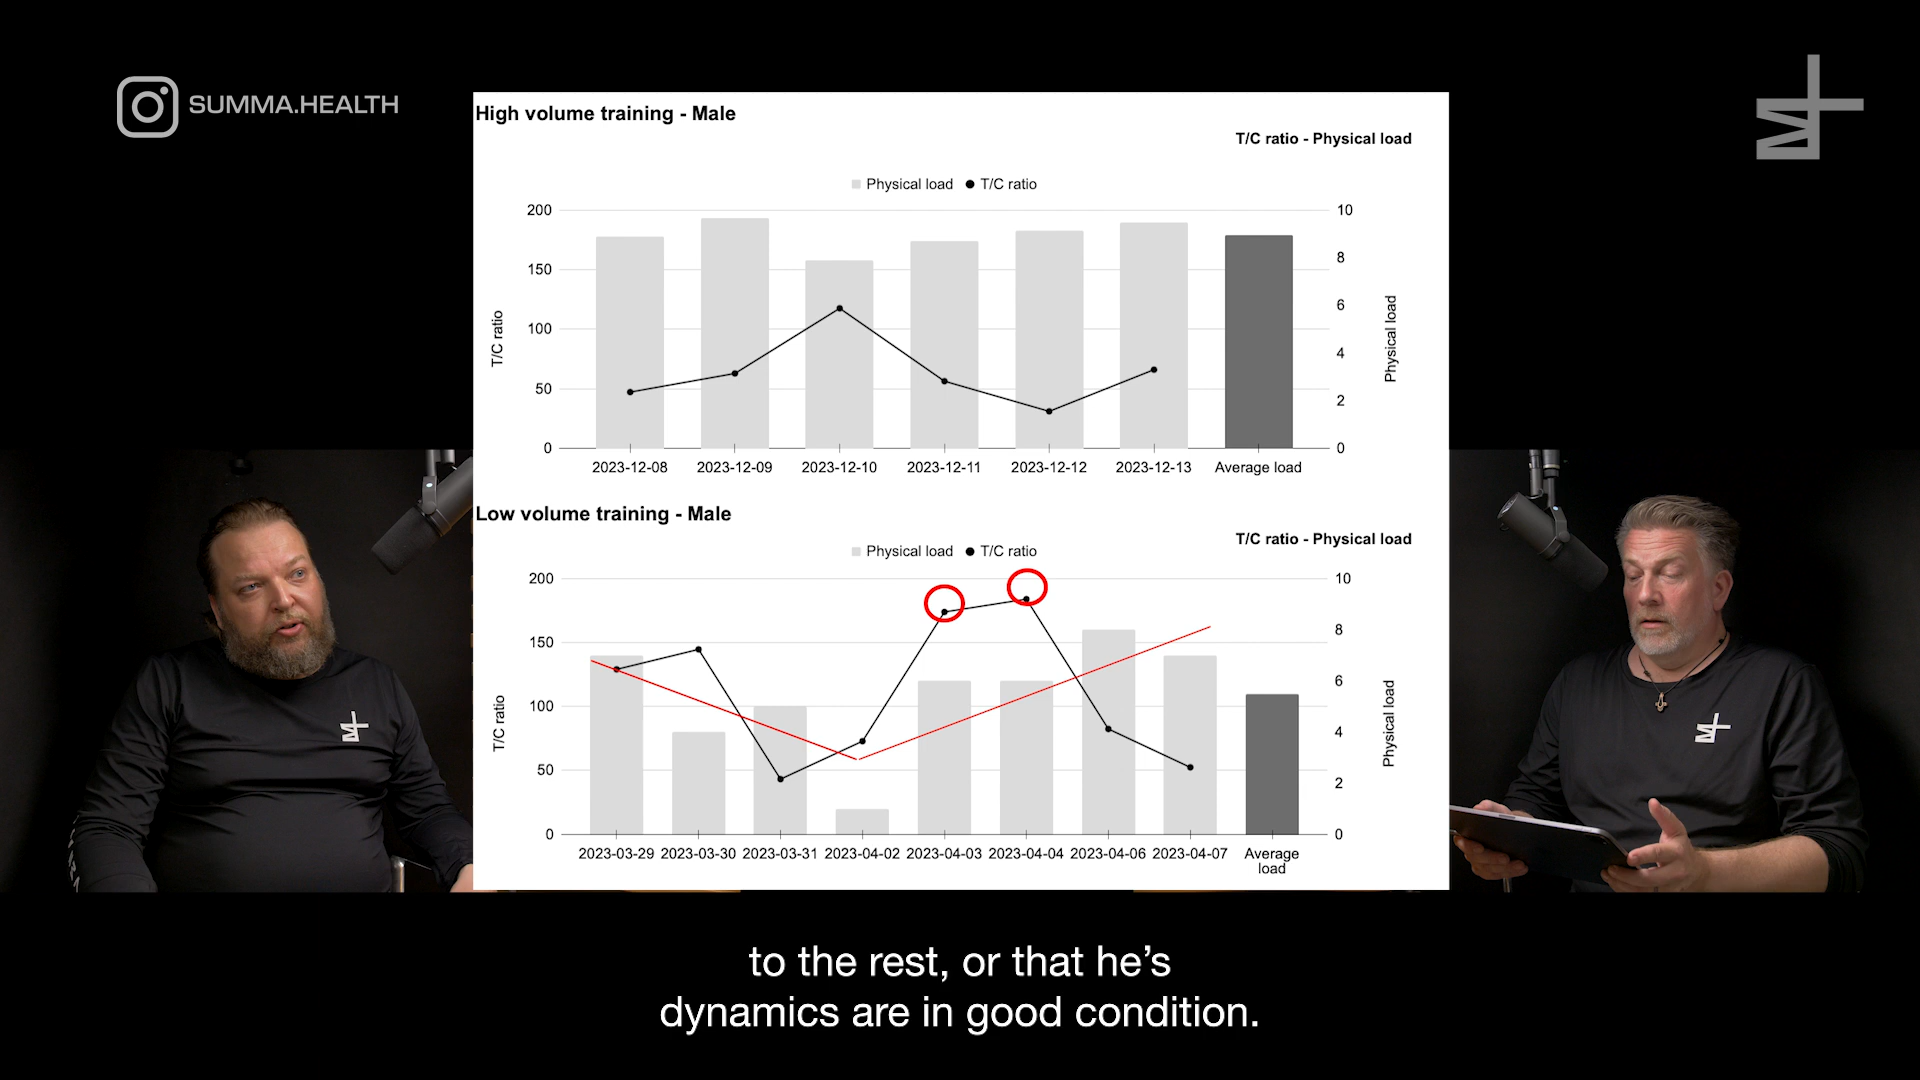 SUMMA.HEALTH
High volume training - Male
T/C ratio - Physical load
Physical load T/C ratio
200 10
150 8
100 6
50 4
0 2
0
T/C ratio
Physical load
2023-12-08 2023-12-09 2023-12-10 2023-12-11 2023-12-12 2023-12-13 Average load
Low volume training - Male
T/C ratio - Physical load
Physical load T/C ratio
200 10
150 8
100 6
50 4
0 2
0
T/C ratio
Physical load
2023-03-29 2023-03-30 2023-03-31 2023-04-02 2023-04-03 2023-04-04 2023-04-06 2023-04-07 Average
load
to the rest, or that he's
dynamics are in good condition.